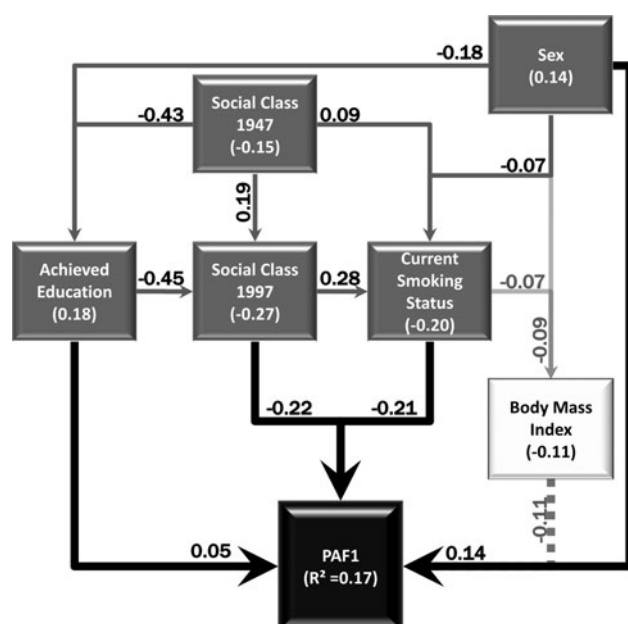 -0.18
Sex
(0.14)
-0.43
Social Class
1947
(-0.15)
0.09
-0.07
0.19
Achieved
Education
(0.18)
-0.45
Social Class
1997
(-0.27)
0.28
Current
Smoking
Status
(-0.20)
-0.07
-0.09
Body Mass
Index
(-0.11)
-0.22
-0.21
-0.11
0.05
PAF1
(R² =0.17)
0.14